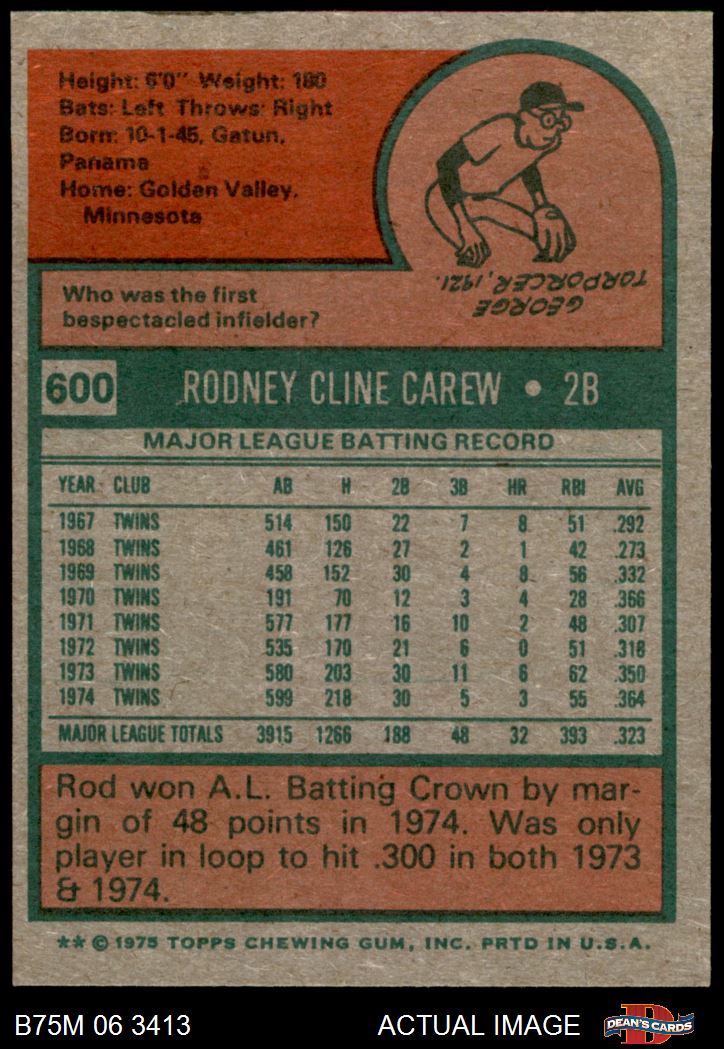 Height: 6'0" Weight: 180
Bats: Left Throws: Right
Born: 10-1-45, Gatun,
Panama
Home: Golden Valley,
Minnesota
Who was the first
bespectacled infielder?
GEORGE
TORPORCER, 1921.
600 RODNEY CLINE CAREW • 2B
MAJOR LEAGUE BATTING RECORD
YEAR CLUB AB H 2B 3B HR RBI AVG
1967 TWINS 514 150 22 7 8 51 .292
1968 TWINS 461 126 27 2 1 42 .273
1969 TWINS 458 152 30 4 8 56 .332
1970 TWINS 191 70 12 3 4 28 .366
1971 TWINS 577 177 16 10 2 48 .307
1972 TWINS 535 170 21 6 0 51 .318
1973 TWINS 580 203 30 11 6 62 .350
1974 TWINS 599 218 30 5 3 55 .364
MAJOR LEAGUE TOTALS 3915 1266 188 48 32 393 .323
Rod won A.L. Batting Crown by mar-
gin of 48 points in 1974. Was only
player in loop to hit .300 in both 1973
& 1974.
** © 1975 TOPPS CHEWING GUM, INC. PRTD IN U.S.A.
B75M 06 3413 ACTUAL IMAGE D DEAN'S CARDS